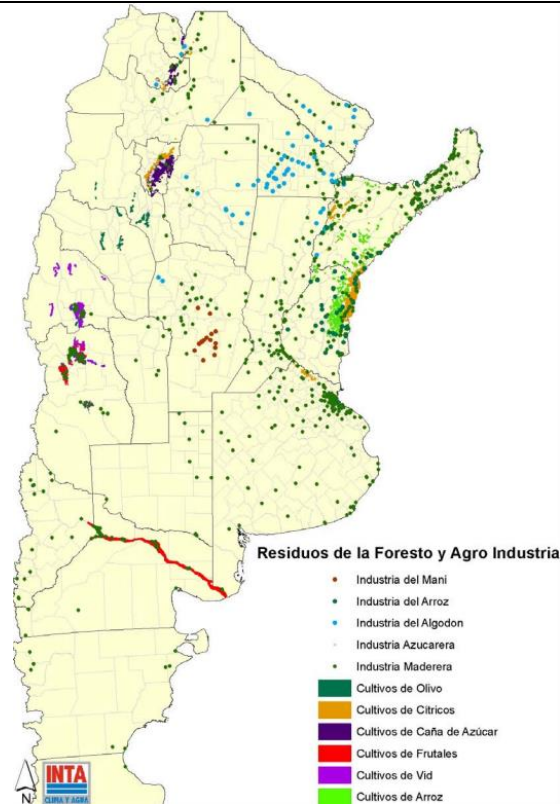 Residuos de la Foresto y Agro Industria
Industria del Mani
Industria del Arroz
Industria del Algodon
Industria Azucarera
Industria Maderera
Cultivos de Olivo
Cultivos de Citricos
Cultivos de Caña de Azúcar
Cultivos de Frutales
Cultivos de Vid
Cultivos de Arroz
N
INTA
CLIMA Y AGUA